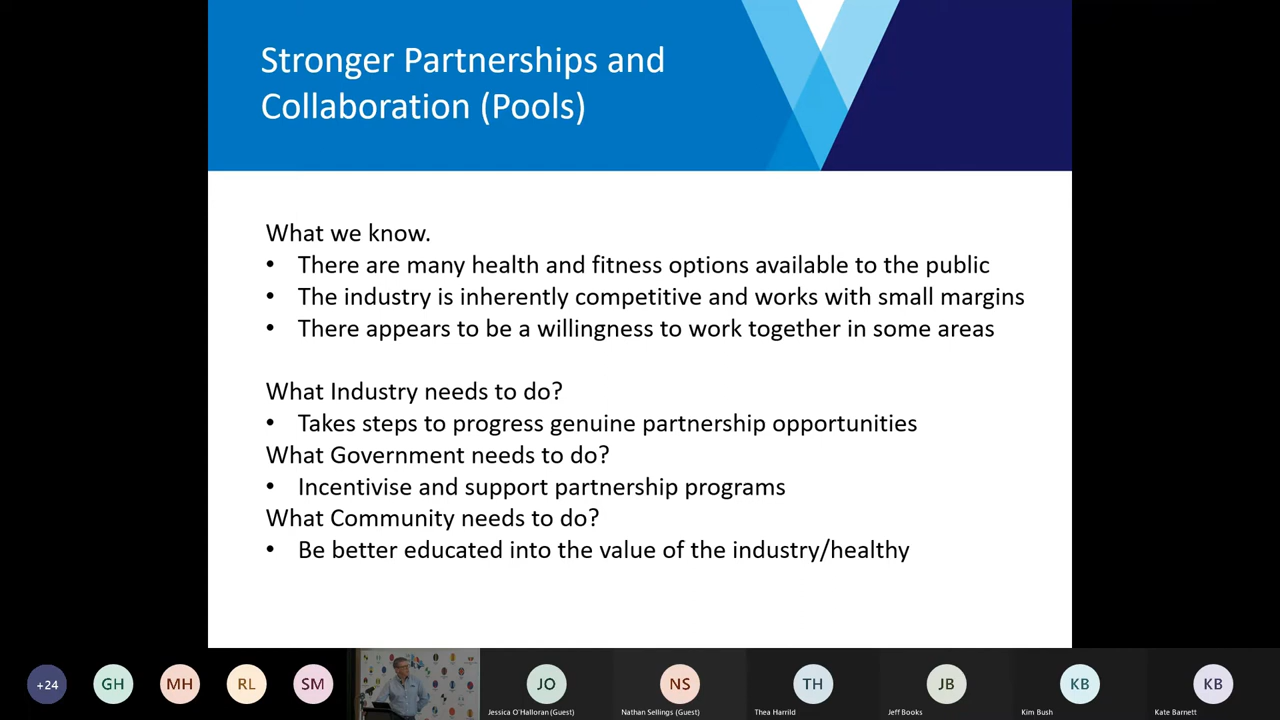 Stronger Partnerships and
Collaboration (Pools)
What we know.
• There are many health and fitness options available to the public
• The industry is inherently competitive and works with small margins
• There appears to be a willingness to work together in some areas
What Industry needs to do?
• Takes steps to progress genuine partnership opportunities
What Government needs to do?
• Incentivise and support partnership programs
What Community needs to do?
• Be better educated into the value of the industry/healthy
+24
GH
MH
RL
SM
JO
NS
TH
JB
KB
KB
Jessica O'Halloran (Guest)
Nathan Sellings (Guest)
Thea Harrild
Jeff Books
Kim Bush
Kate Barnett